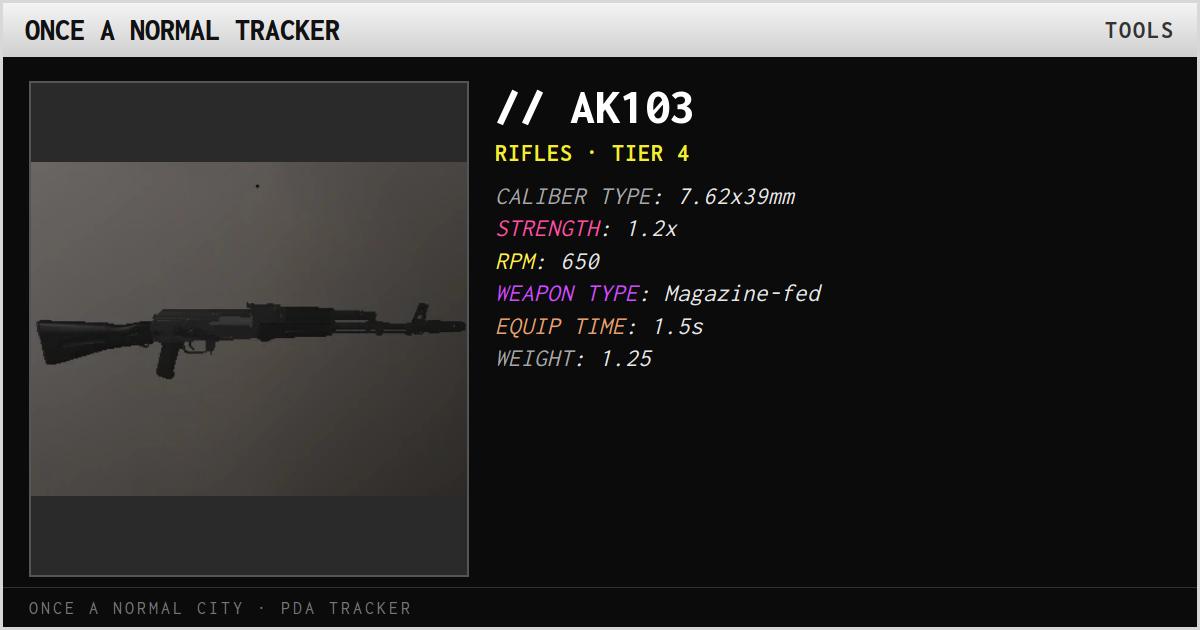 ONCE A NORMAL TRACKER
TOOLS
// AK103
RIFLES · TIER 4
CALIBER TYPE: 7.62x39mm
STRENGTH: 1.2x
RPM: 650
WEAPON TYPE: Magazine-fed
EQUIP TIME: 1.5s
WEIGHT: 1.25
ONCE A NORMAL CITY · PDA TRACKER